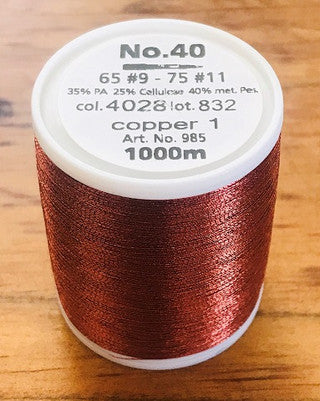 No.40
65 #9 - 75 #11
35% PA 25% Cellulose 40% met. Pes.
col.4028 lot.832
copper 1
Art. No. 985
1000m